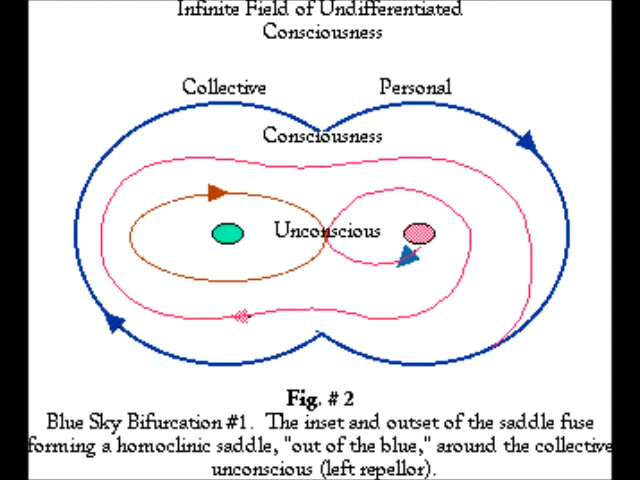 Infinite Field of Undifferentiated
Consciousness
Collective Personal
Consciousness
Unconscious
Fig. # 2
Blue Sky Bifurcation #1. The inset and outset of the saddle fuse
forming a homoclinic saddle, "out of the blue," around the collective
unconscious (left repellor).